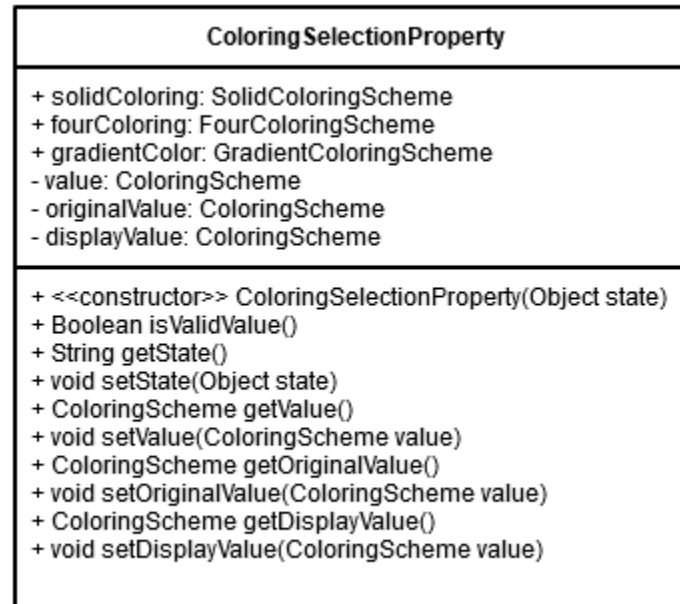 ColoringSelectionProperty
+ solidColoring: SolidColoringScheme
+ fourColoring: FourColoringScheme
+ gradientColor: GradientColoringScheme
- value: ColoringScheme
- originalValue: ColoringScheme
- displayValue: ColoringScheme
+ <<constructor>> ColoringSelectionProperty(Object state)
+ Boolean isValidValue()
+ String getState()
+ void setState(Object state)
+ ColoringScheme getValue()
+ void setValue(ColoringScheme value)
+ ColoringScheme getOriginalValue()
+ void setOriginalValue(ColoringScheme value)
+ ColoringScheme getDisplayValue()
+ void setDisplayValue(ColoringScheme value)